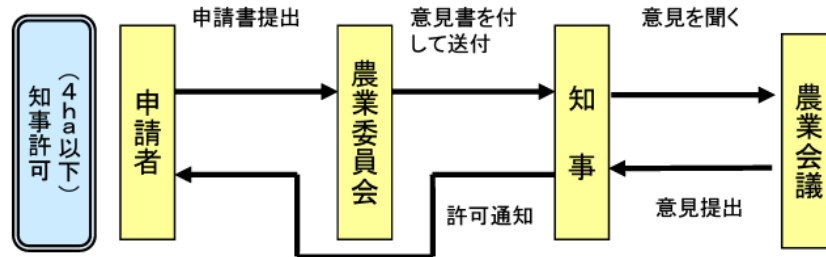 知事許可
（4ha以下）
申請者
申請書提出
農業委員会
意見書を付
して送付
知事
意見を聞く
農業会議
意見提出
許可通知